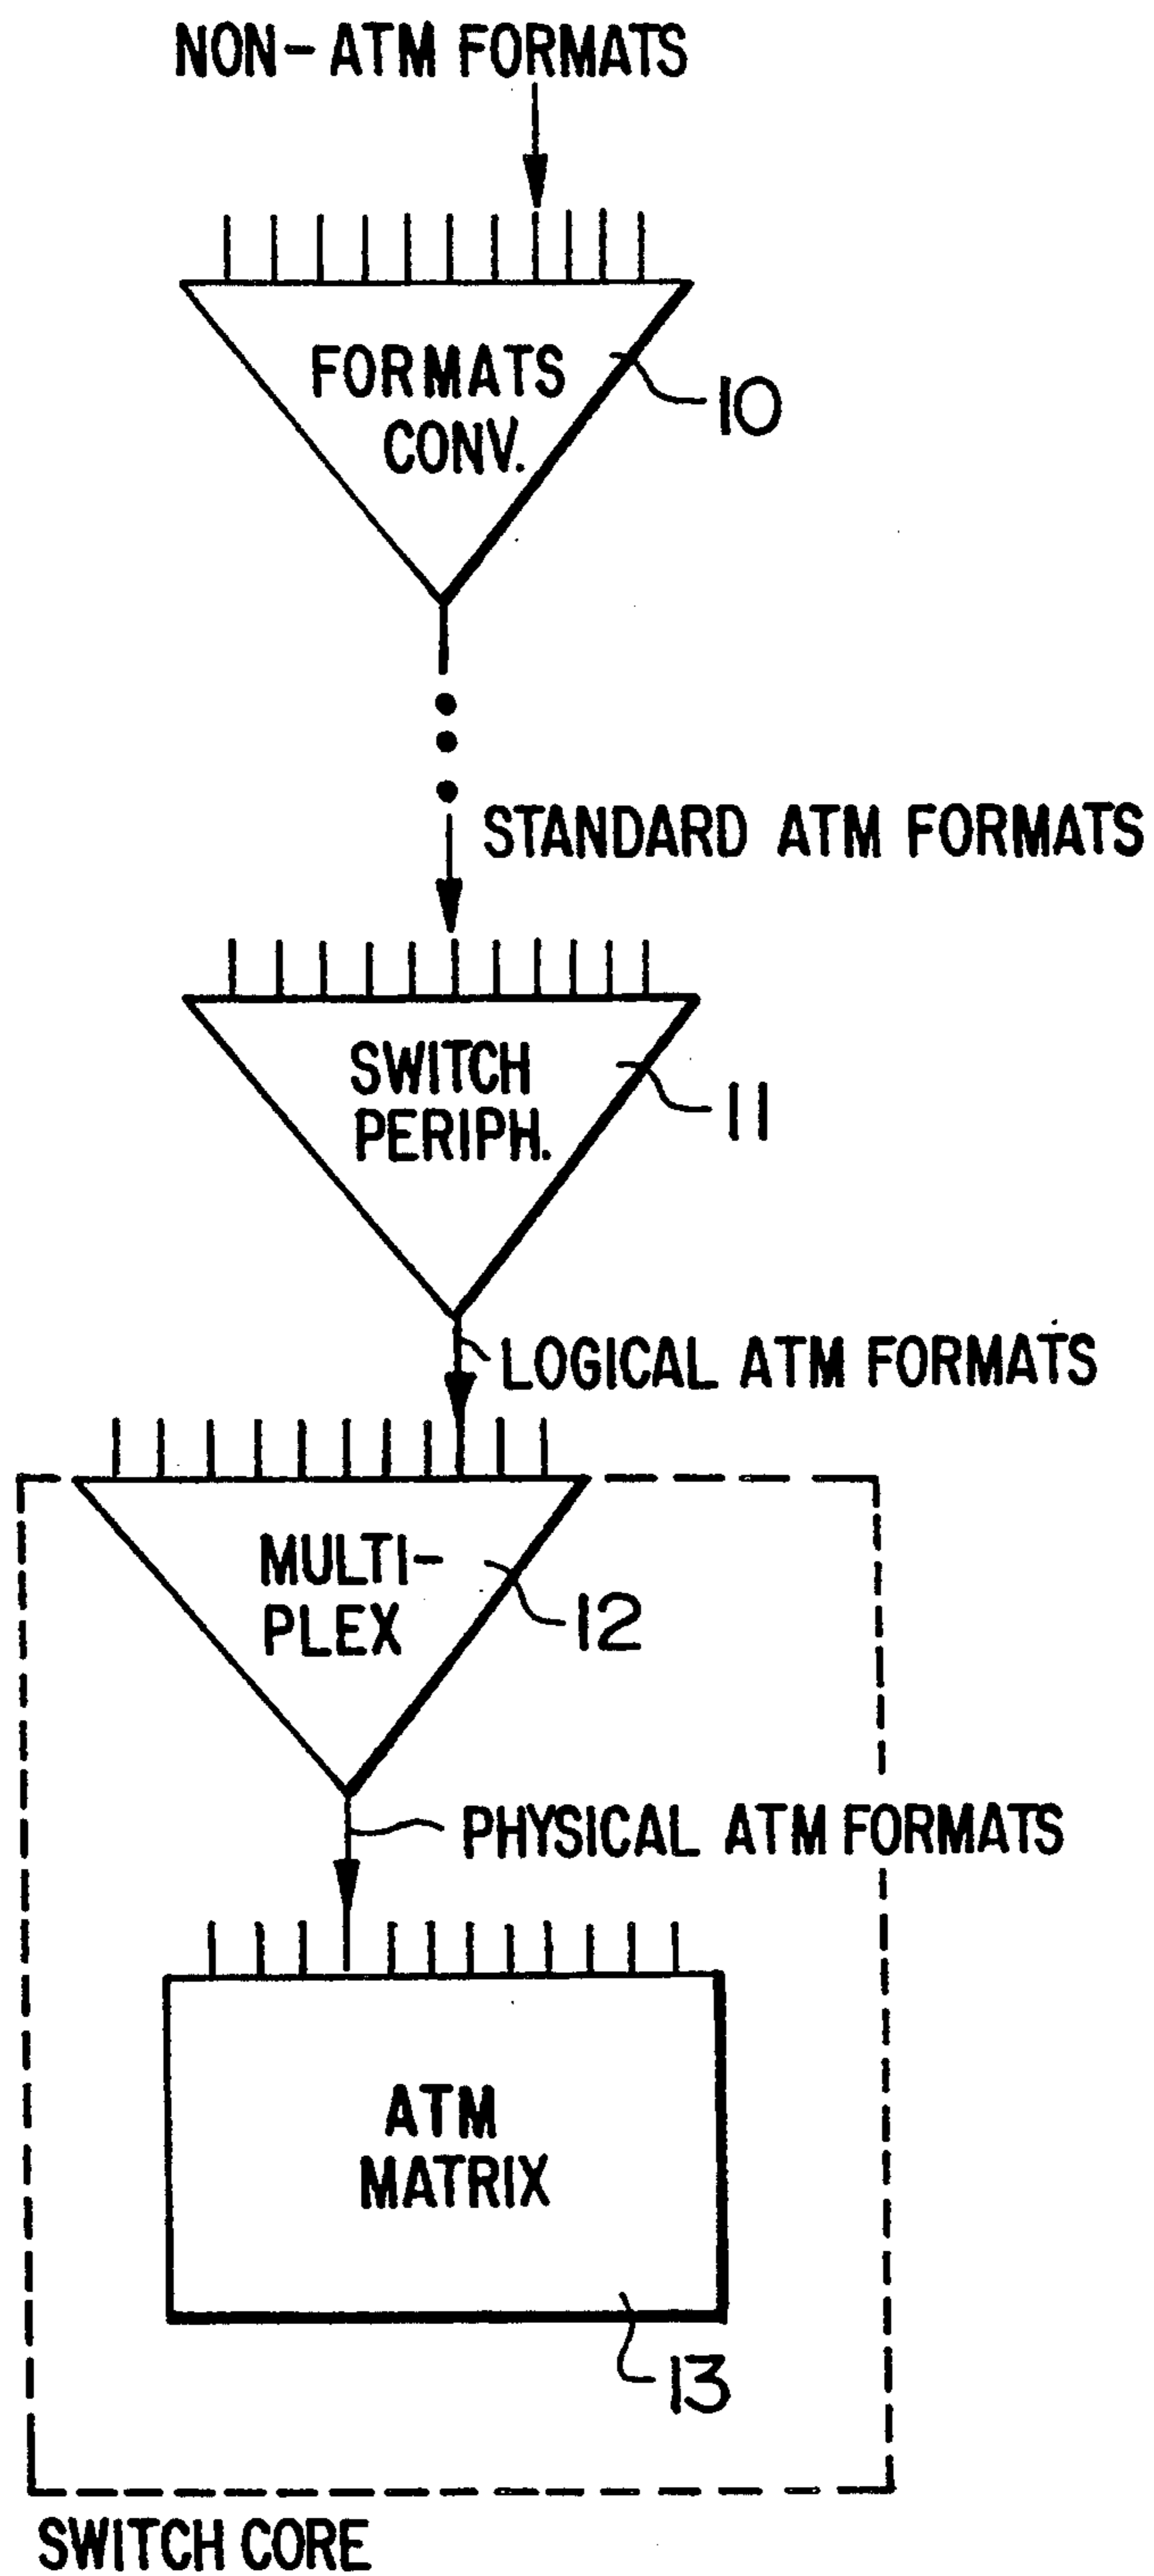 NON-ATM FORMATS
FORMATS
CONV.
10
STANDARD ATM FORMATS
SWITCH
PERIPH.
11
LOGICAL ATM FORMATS
MULTI-
PLEX
12
PHYSICAL ATM FORMATS
ATM
MATRIX
13
SWITCH CORE